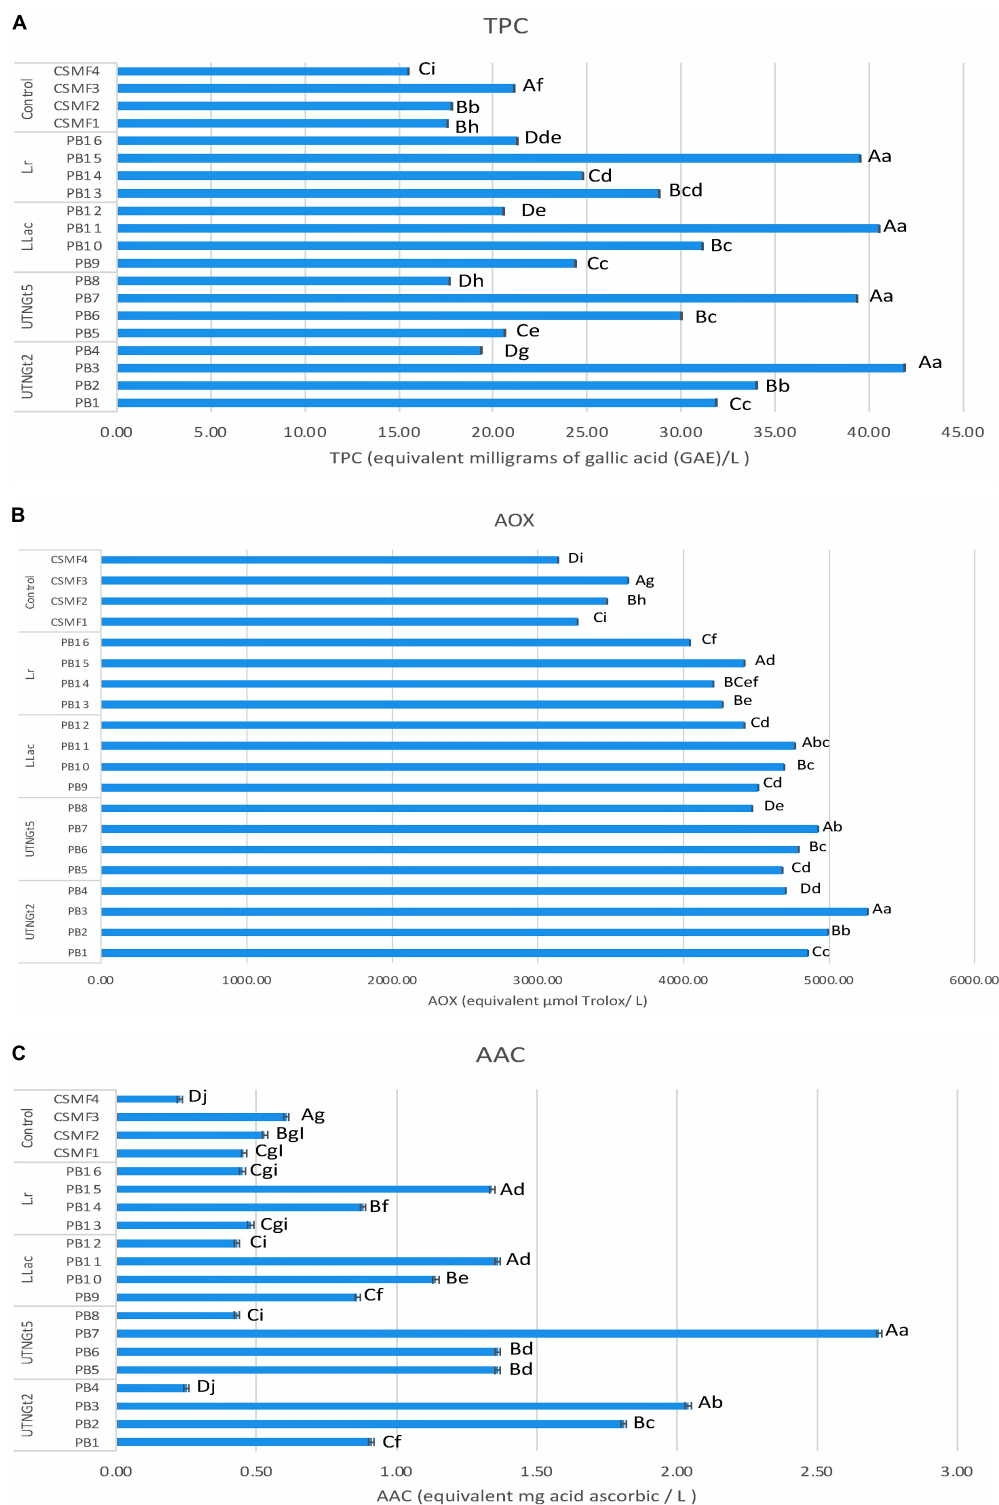 A
TPC
Control
CSMF4 Ci
CSMF3 Af
CSMF2 Bb
CSMF1 Bh
Lr
PB16 Dde
PB15 Aa
PB14 Cd
PB13 Bcd
LLac
PB12 De
PB11 Aa
PB10 Bc
PB9 Cc
UTNGt5
PB8 Dh
PB7 Aa
PB6 Bc
PB5 Ce
UTNGt2
PB4 Dg
PB3 Aa
PB2 Bb
PB1 Cc
0.00 5.00 10.00 15.00 20.00 25.00 30.00 35.00 40.00 45.00
TPC (equivalent milligrams of gallic acid (GAE)/L )
B
AOX
Control
CSMF4 Di
CSMF3 Ag
CSMF2 Bh
CSMF1 Ci
Lr
PB16 Cf
PB15 Ad
PB14 BCef
PB13 Be
LLac
PB12 Cd
PB11 Abc
PB10 Bc
PB9 Cd
UTNGt5
PB8 De
PB7 Ab
PB6 Bc
PB5 Cd
UTNGt2
PB4 Dd
PB3 Aa
PB2 Bb
PB1 Cc
0.00 1000.00 2000.00 3000.00 4000.00 5000.00 6000.00
AOX (equivalent µmol Trolox/ L)
C
AAC
Control
CSMF4 Dj
CSMF3 Ag
CSMF2 BgI
CSMF1 CgI
Lr
PB16 Cgi
PB15 Ad
PB14 Bf
PB13 Cgi
LLac
PB12 Ci
PB11 Ad
PB10 Be
PB9 Cf
UTNGt5
PB8 Ci
PB7 Aa
PB6 Bd
PB5 Bd
UTNGt2
PB4 Dj
PB3 Ab
PB2 Bc
PB1 Cf
0.00 0.50 1.00 1.50 2.00 2.50 3.00
AAC (equivalent mg acid ascorbic / L )